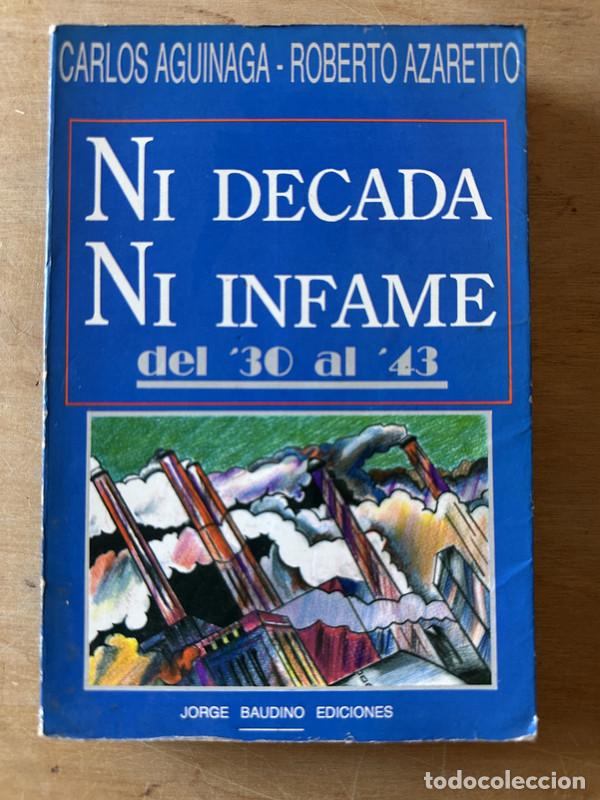 CARLOS AGUINAGA - ROBERTO AZARETTO
NI DECADA
NI INFAME
del '30 al '43
JORGE BAUDINO EDICIONES
todocoleccion